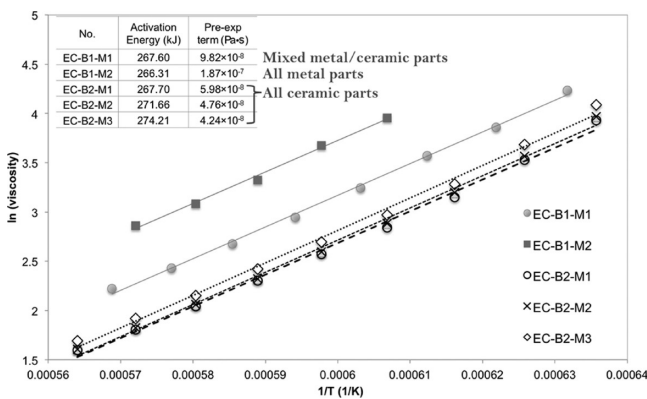 No. Activation Energy (kJ) Pre-exp term (Pa•s)
EC-B1-M1 267.60 9.82×10⁻⁸ Mixed metal/ceramic parts
EC-B1-M2 266.31 1.87×10⁻⁷ All metal parts
EC-B2-M1 267.70 5.98×10⁻⁸
EC-B2-M2 271.66 4.76×10⁻⁸ All ceramic parts
EC-B2-M3 274.21 4.24×10⁻⁸
ln (viscosity)
5
4.5
4
3.5
3
2.5
2
1.5
EC-B1-M1
EC-B1-M2
EC-B2-M1
EC-B2-M2
EC-B2-M3
0.00056 0.00057 0.00058 0.00059 0.0006 0.00061 0.00062 0.00063 0.00064
1/T (1/K)